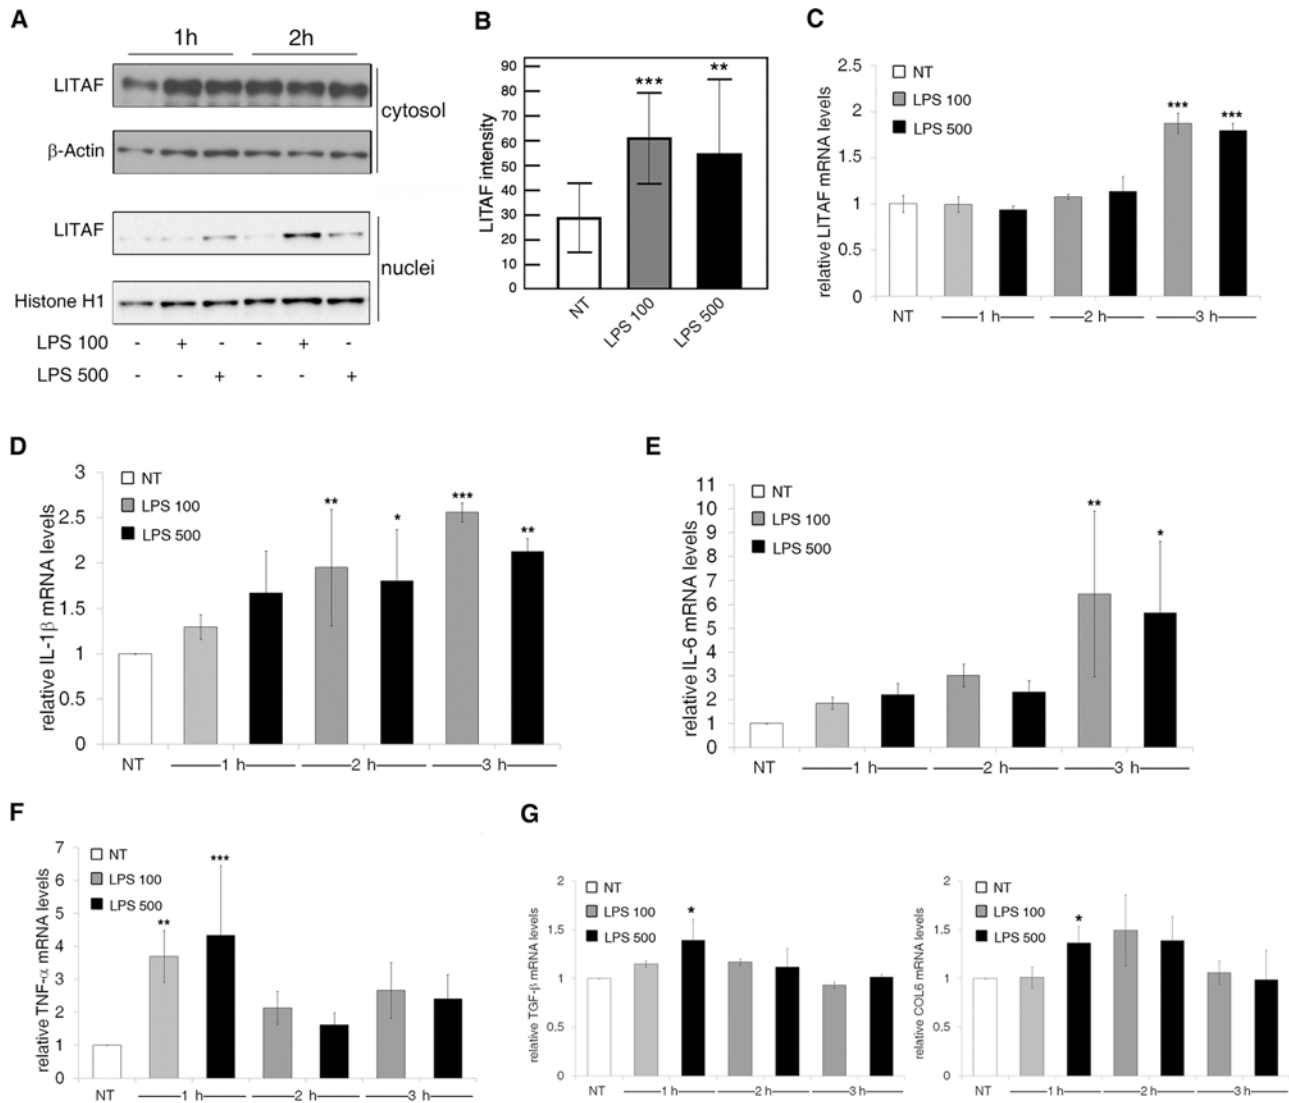 A
1h 2h
LITAF
cytosol
β-Actin
LITAF
nuclei
Histone H1
LPS 100 - + - - + -
LPS 500 - - + - - +
B
LITAF intensity
90
80
70
60
50
40
30
20
10
0
***
**
NT LPS 100 LPS 500
C
relative LITAF mRNA levels
2.5
2
1.5
1
0.5
0
NT
LPS 100
LPS 500
*** ***
NT 1 h 2 h 3 h
D
relative IL-1β mRNA levels
3
2.5
2
1.5
1
0.5
0
NT
LPS 100
LPS 500
** * *** **
NT 1 h 2 h 3 h
E
relative IL-6 mRNA levels
11
10
9
8
7
6
5
4
3
2
1
0
NT
LPS 100
LPS 500
** *
NT 1 h 2 h 3 h
F
relative TNF-α mRNA levels
7
6
5
4
3
2
1
0
NT
LPS 100
LPS 500
** ***
NT 1 h 2 h 3 h
G
relative TGF-β mRNA levels
2
1.5
1
0.5
0
NT
LPS 100
LPS 500
*
NT 1 h 2 h 3 h
relative COL6 mRNA levels
2
1.5
1
0.5
0
NT
LPS 100
LPS 500
*
NT 1 h 2 h 3 h